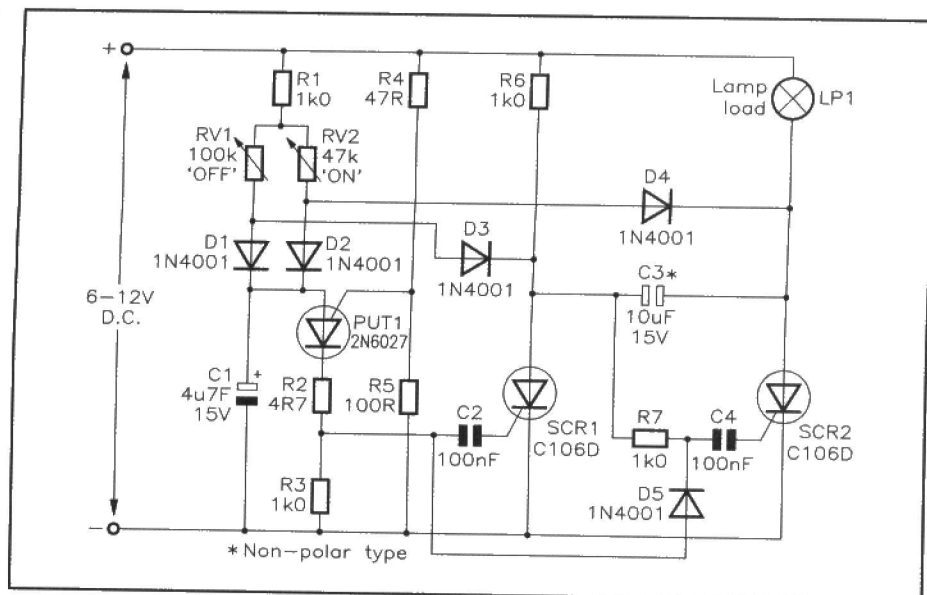 +
R1
1k0
R4
47R
R6
1k0
Lamp
load
LP1
RV1
100k
'OFF'
RV2
47k
'ON'
D4
1N4001
D3
1N4001
D1
1N4001
D2
1N4001
C3*
10uF
15V
6–12V
D.C.
PUT1
2N6027
C1
+
4u7F
15V
R2
4R7
R5
100R
C2
100nF
SCR1
C106D
R7
1k0
C4
100nF
SCR2
C106D
R3
1k0
D5
1N4001
–
*Non-polar type